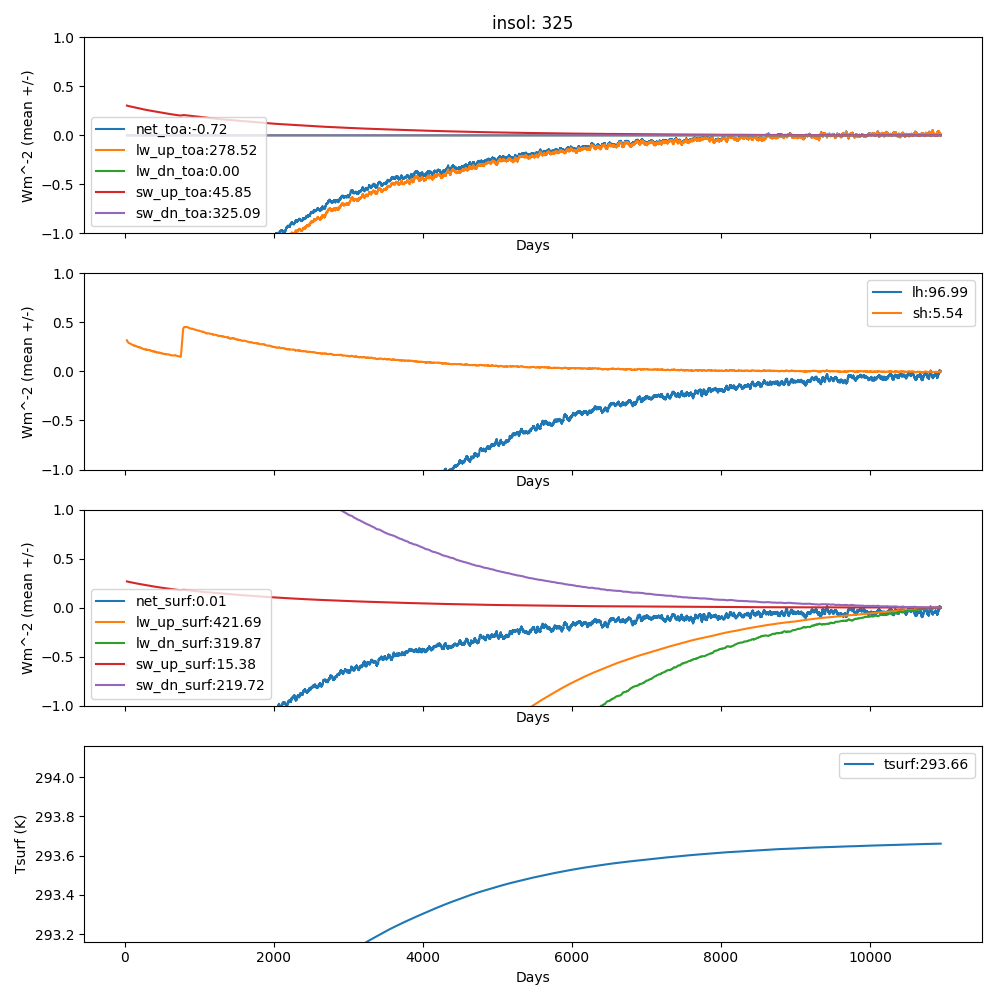 insol: 325
1.0
0.5
0.0
−0.5
−1.0
Wm^-2 (mean +/-)
net_toa:-0.72
lw_up_toa:278.52
lw_dn_toa:0.00
sw_up_toa:45.85
sw_dn_toa:325.09
Days
1.0
0.5
0.0
−0.5
−1.0
Wm^-2 (mean +/-)
lh:96.99
sh:5.54
Days
1.0
0.5
0.0
−0.5
−1.0
Wm^-2 (mean +/-)
net_surf:0.01
lw_up_surf:421.69
lw_dn_surf:319.87
sw_up_surf:15.38
sw_dn_surf:219.72
Days
294.0
293.8
293.6
293.4
293.2
Tsurf (K)
tsurf:293.66
0 2000 4000 6000 8000 10000
Days